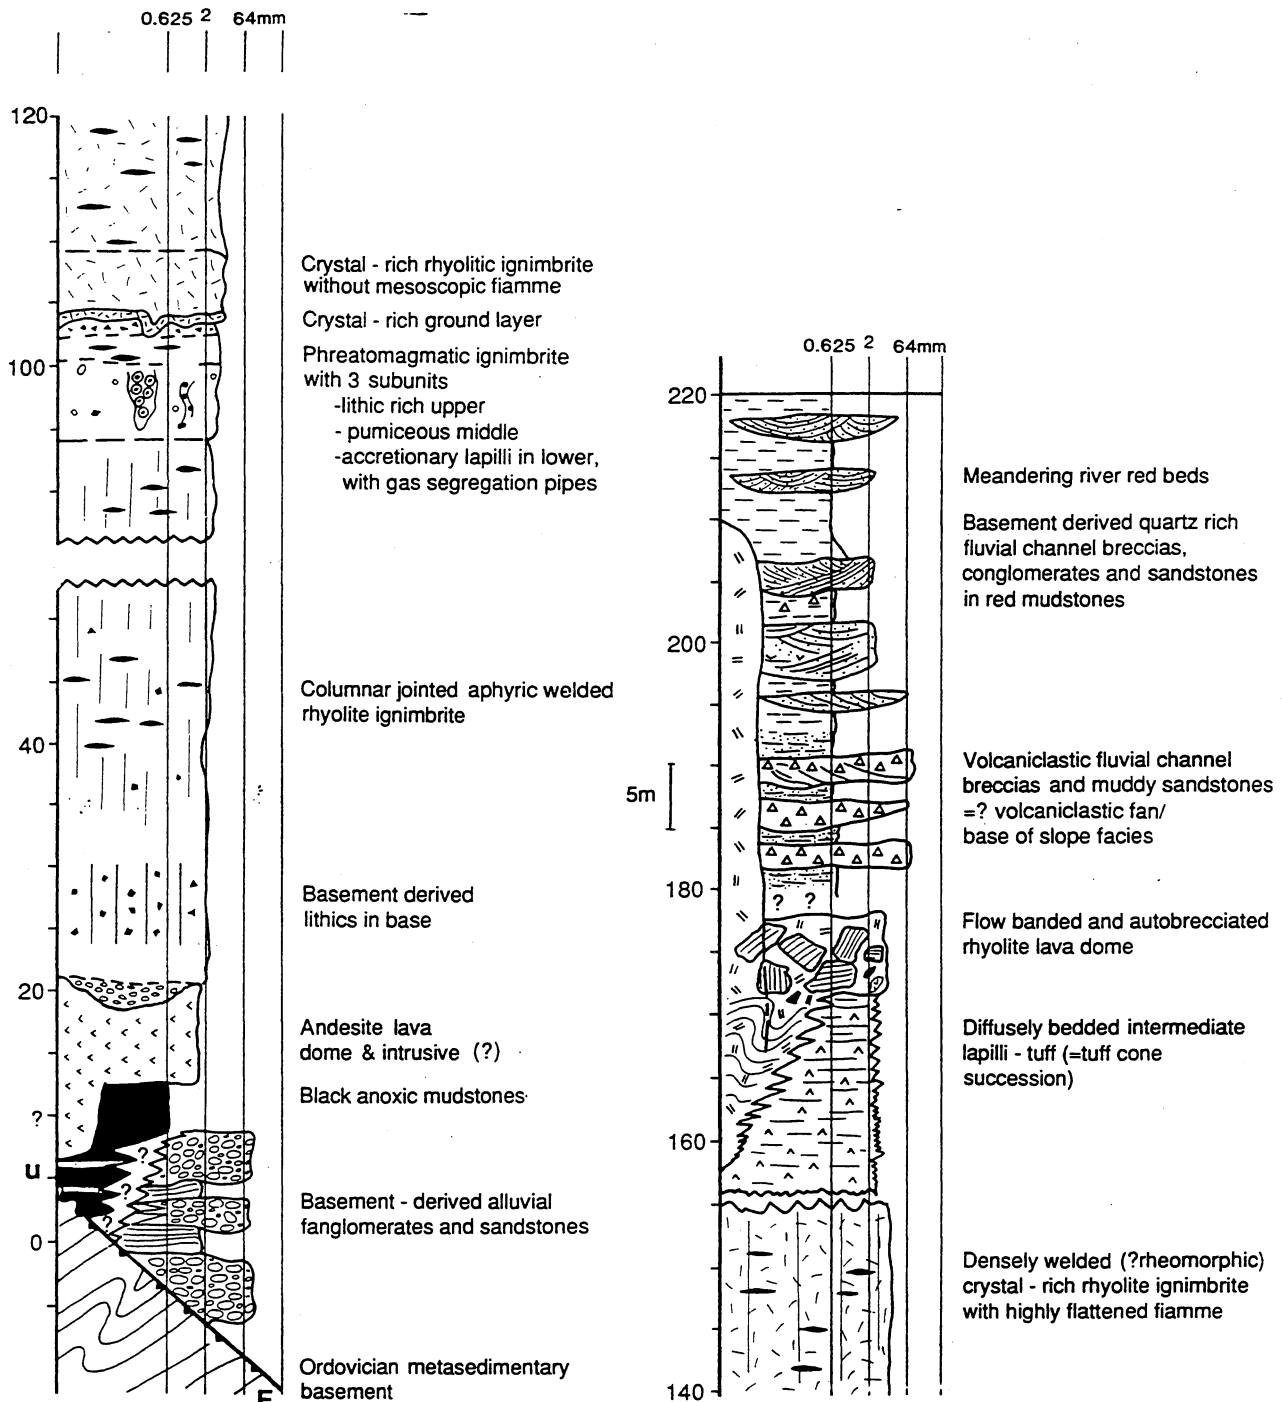 0.625 2 64mm
120
Crystal - rich rhyolitic ignimbrite
without mesoscopic fiamme
Crystal - rich ground layer
100
Phreatomagmatic ignimbrite
with 3 subunits
-lithic rich upper
- pumiceous middle
-accretionary lapilli in lower,
with gas segregation pipes
Columnar jointed aphyric welded
rhyolite ignimbrite
40
Basement derived
lithics in base
20
Andesite lava
dome & intrusive (?)
Black anoxic mudstones
?
?
U
?
?
Basement - derived alluvial
fanglomerates and sandstones
0
Ordovician metasedimentary
basement
F
0.625 2 64mm
220
Meandering river red beds
Basement derived quartz rich
fluvial channel breccias,
conglomerates and sandstones
in red mudstones
200
Volcaniclastic fluvial channel
breccias and muddy sandstones
=? volcaniclastic fan/
base of slope facies
5m
180
? ?
Flow banded and autobrecciated
rhyolite lava dome
Diffusely bedded intermediate
lapilli - tuff (=tuff cone
succession)
160
Densely welded (?rheomorphic)
crystal - rich rhyolite ignimbrite
with highly flattened fiamme
140